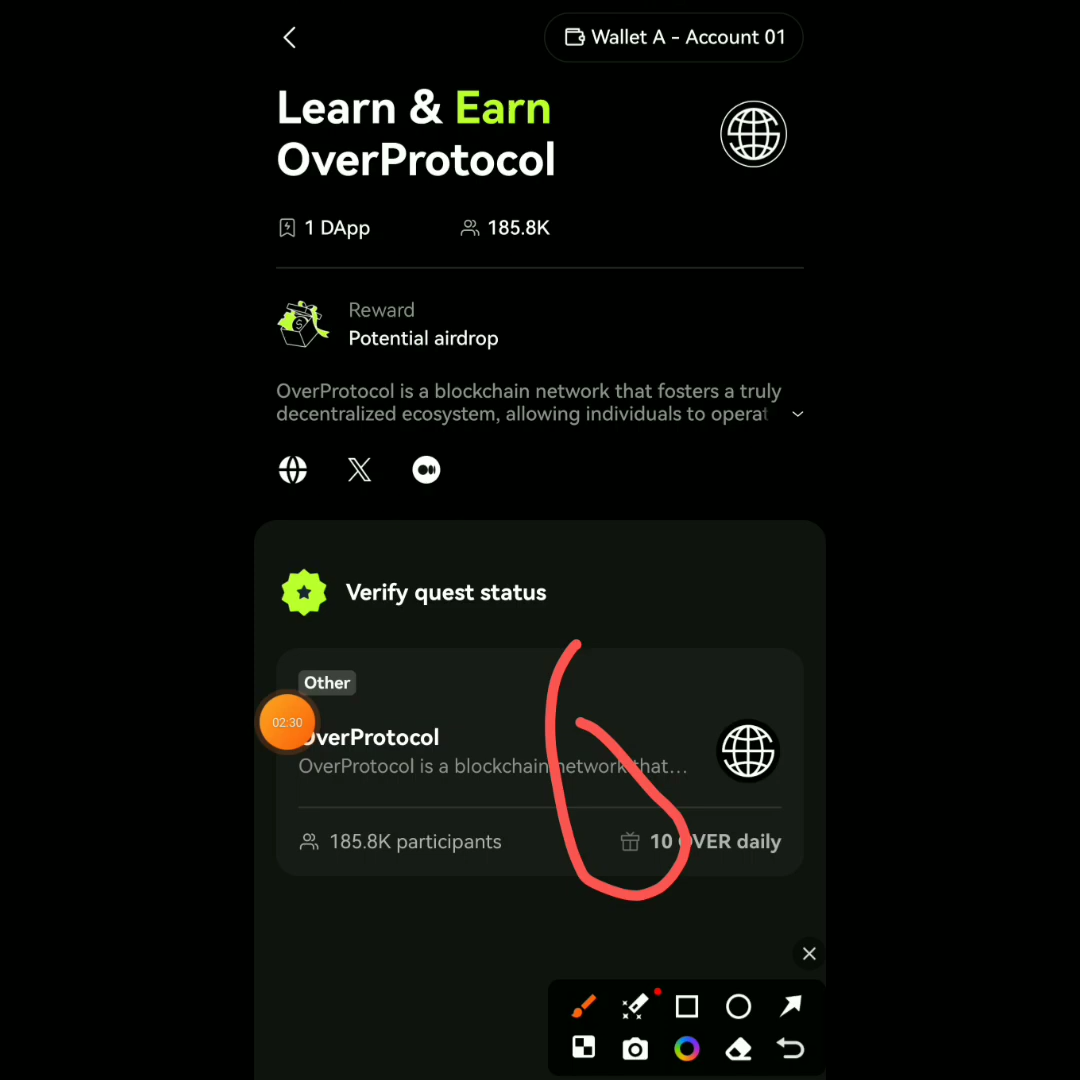 Wallet A - Account 01
Learn & Earn
OverProtocol
1 DApp
185.8K
Reward
Potential airdrop
OverProtocol is a blockchain network that fosters a truly
decentralized ecosystem, allowing individuals to operat
Verify quest status
Other
02:30
OverProtocol
OverProtocol is a blockchain network that...
185.8K participants
10 OVER daily